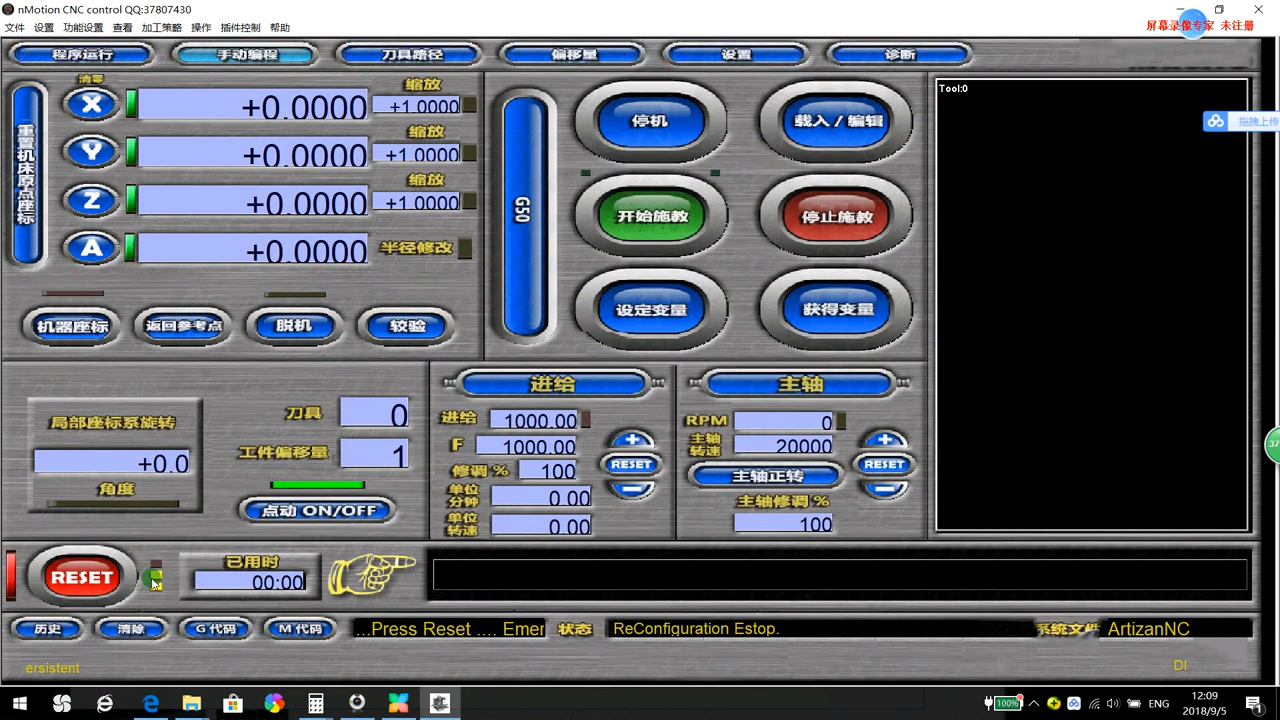 nMotion CNC control QQ:37807430
文件 设置 功能设置 查看 加工策略 操作 插件控制 帮助
屏幕录像专家 未注册
程序运行 手动编程 刀具路径 偏移量 设置 诊断
清零
重置机床原点座标
X +0.0000 缩放 +1.0000
Y +0.0000 缩放 +1.0000
Z +0.0000 缩放 +1.0000
A +0.0000 半径修改
机器座标 返回参考点 脱机 较验
G50
停机 载入 / 编辑
开始施教 停止施教
设定变量 获得变量
Tool:0
拖拽上传
局部座标系旋转
+0.0
角度
刀具 0
工件偏移量 1
点动 ON/OFF
进给
进给 1000.00
F 1000.00
修调 % 100
单位分钟 0.00
单位转速 0.00
+
RESET
−
主轴
RPM 0
主轴转速 20000
主轴正转
主轴修调 %
100
+
RESET
−
37
RESET
已用时
00:00
历史 清除 G 代码 M 代码 ...Press Reset .... Emer 状态 ReConfiguration Estop. 系统文件 ArtizanNC
ersistent
DI
100%
ENG
12:09
2018/9/5
1